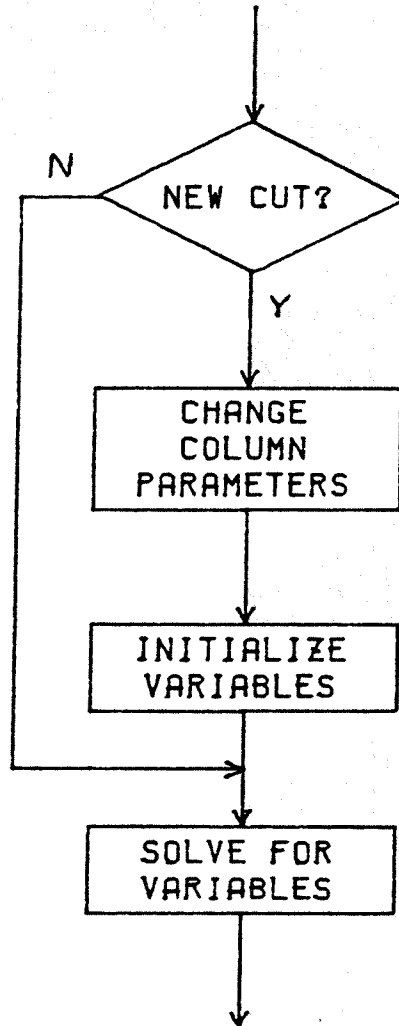 N
NEW CUT?
Y
CHANGE
COLUMN
PARAMETERS
INITIALIZE
VARIABLES
SOLVE FOR
VARIABLES